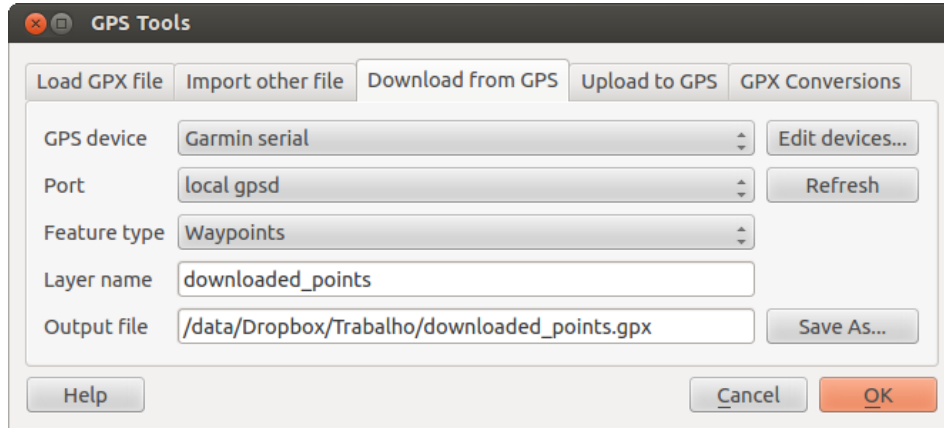 GPS Tools
Load GPX file Import other file Download from GPS Upload to GPS GPX Conversions
GPS device Garmin serial Edit devices...
Port local gpsd Refresh
Feature type Waypoints
Layer name downloaded_points
Output file /data/Dropbox/Trabalho/downloaded_points.gpx Save As...
Help Cancel OK